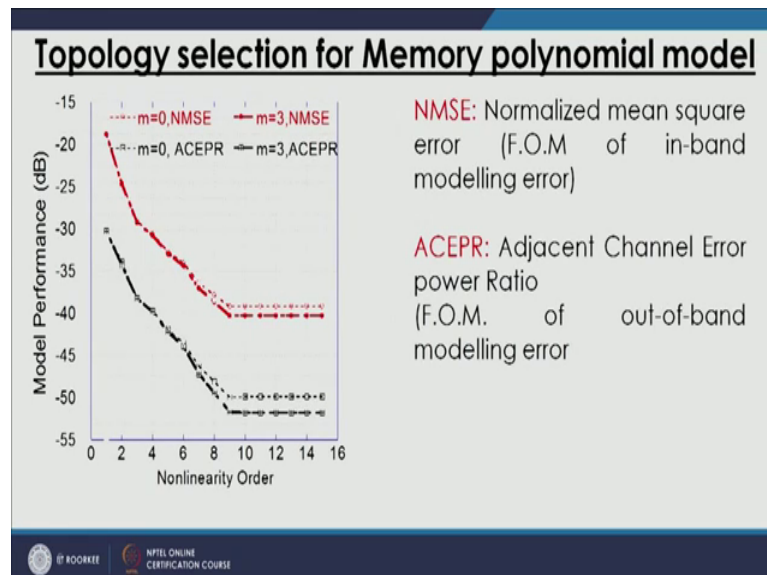 Topology selection for Memory polynomial model
-15
-20
-25
-30
-35
-40
-45
-50
-55
Model Performance (dB)
m=0,NMSE
m=3,NMSE
m=0, ACEPR
m=3,ACEPR
0 2 4 6 8 10 12 14 16
Nonlinearity Order
NMSE: Normalized mean square
error (F.O.M of in-band
modelling error)
ACEPR: Adjacent Channel Error
power Ratio
(F.O.M. of out-of-band
modelling error
IIT ROORKEE
NPTEL ONLINE
CERTIFICATION COURSE